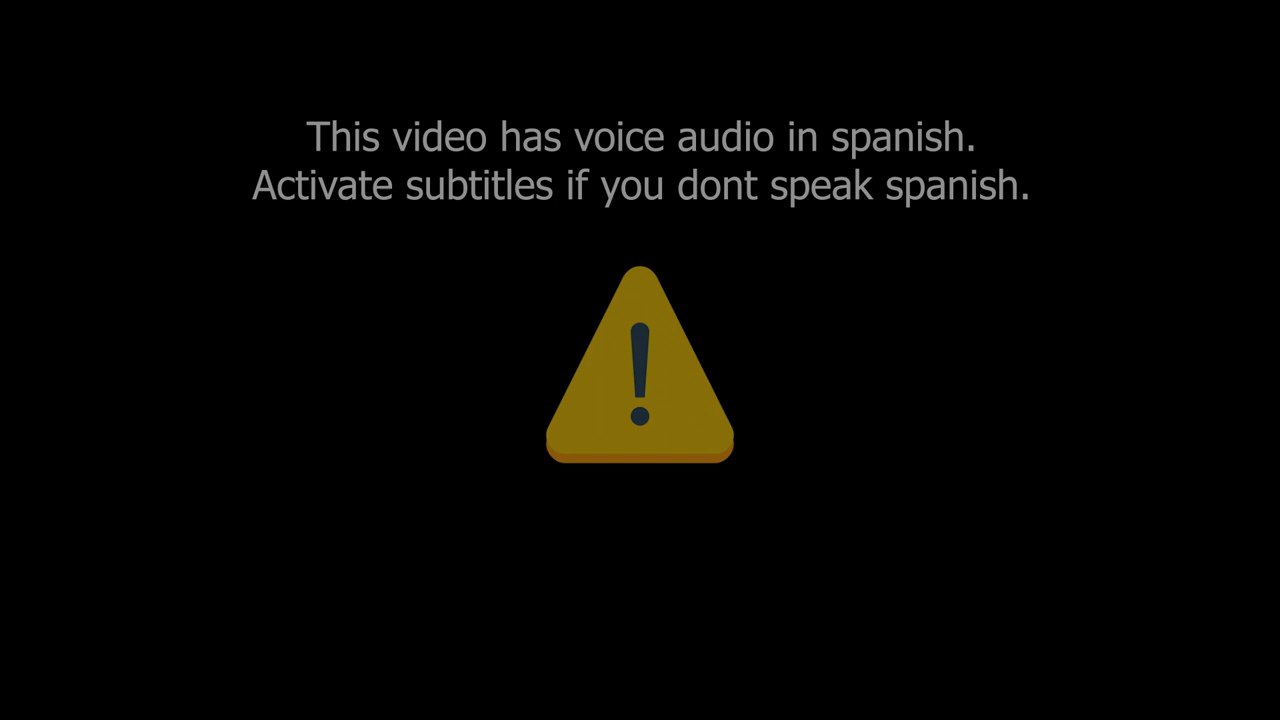 This video has voice audio in spanish.
Activate subtitles if you dont speak spanish.